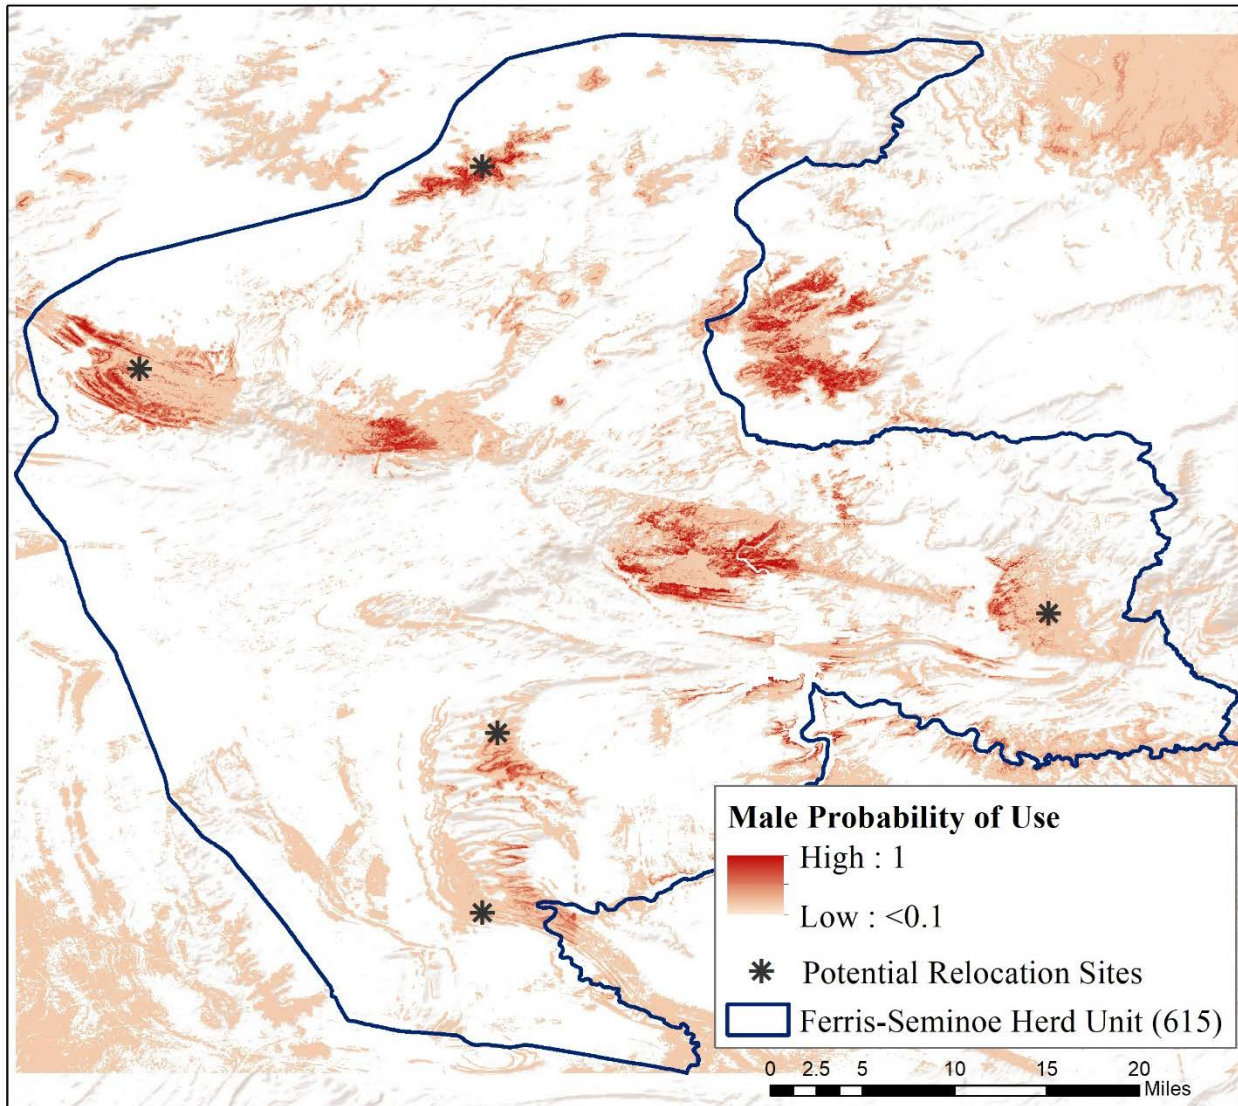 Male Probability of Use
High : 1
Low : <0.1
Potential Relocation Sites
Ferris-Seminoe Herd Unit (615)
0 2.5 5 10 15 20
Miles